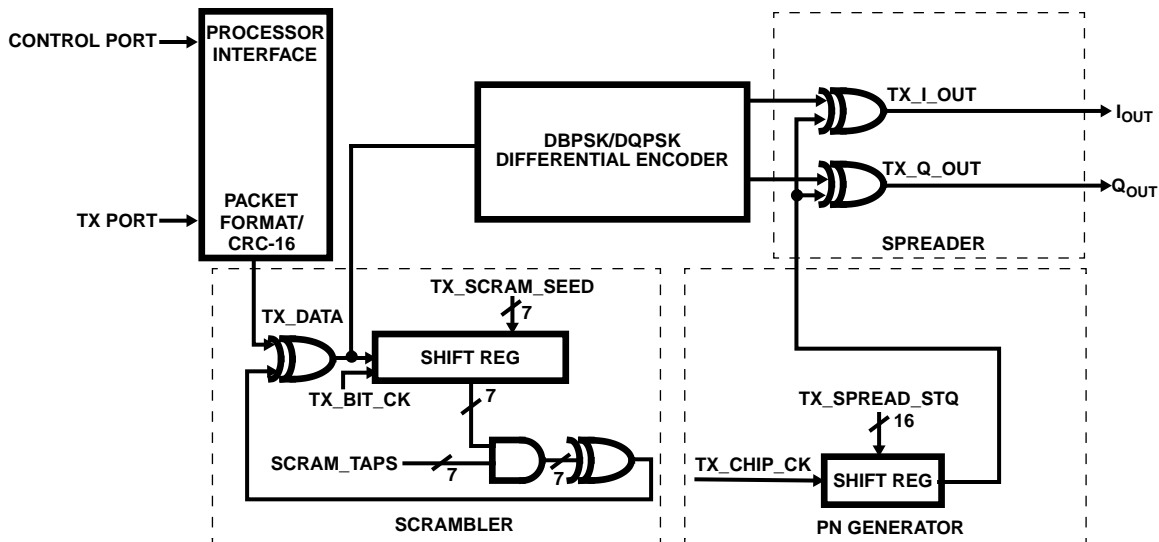 CONTROL PORT
PROCESSOR
INTERFACE
TX PORT
PACKET
FORMAT/
CRC-16
DBPSK/DQPSK
DIFFERENTIAL ENCODER
TX_I_OUT
IOUT
TX_Q_OUT
QOUT
SPREADER
TX_DATA
TX_SCRAM_SEED
7
SHIFT REG
TX_BIT_CK
7
SCRAM_TAPS
7
7
SCRAMBLER
TX_SPREAD_STQ
16
TX_CHIP_CK
SHIFT REG
PN GENERATOR